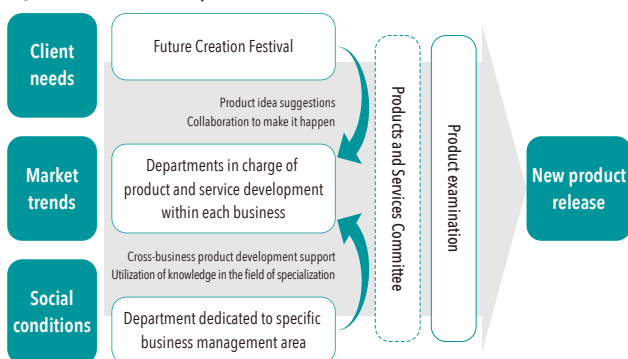 Client
needs
Future Creation Festival
Product idea suggestions
Collaboration to make it happen
Market
trends
Departments in charge of
product and service development
within each business
Cross-business product development support
Utilization of knowledge in the field of specialization
Social
conditions
Department dedicated to specific
business management area
Products and Services Committee
Product examination
New product
release